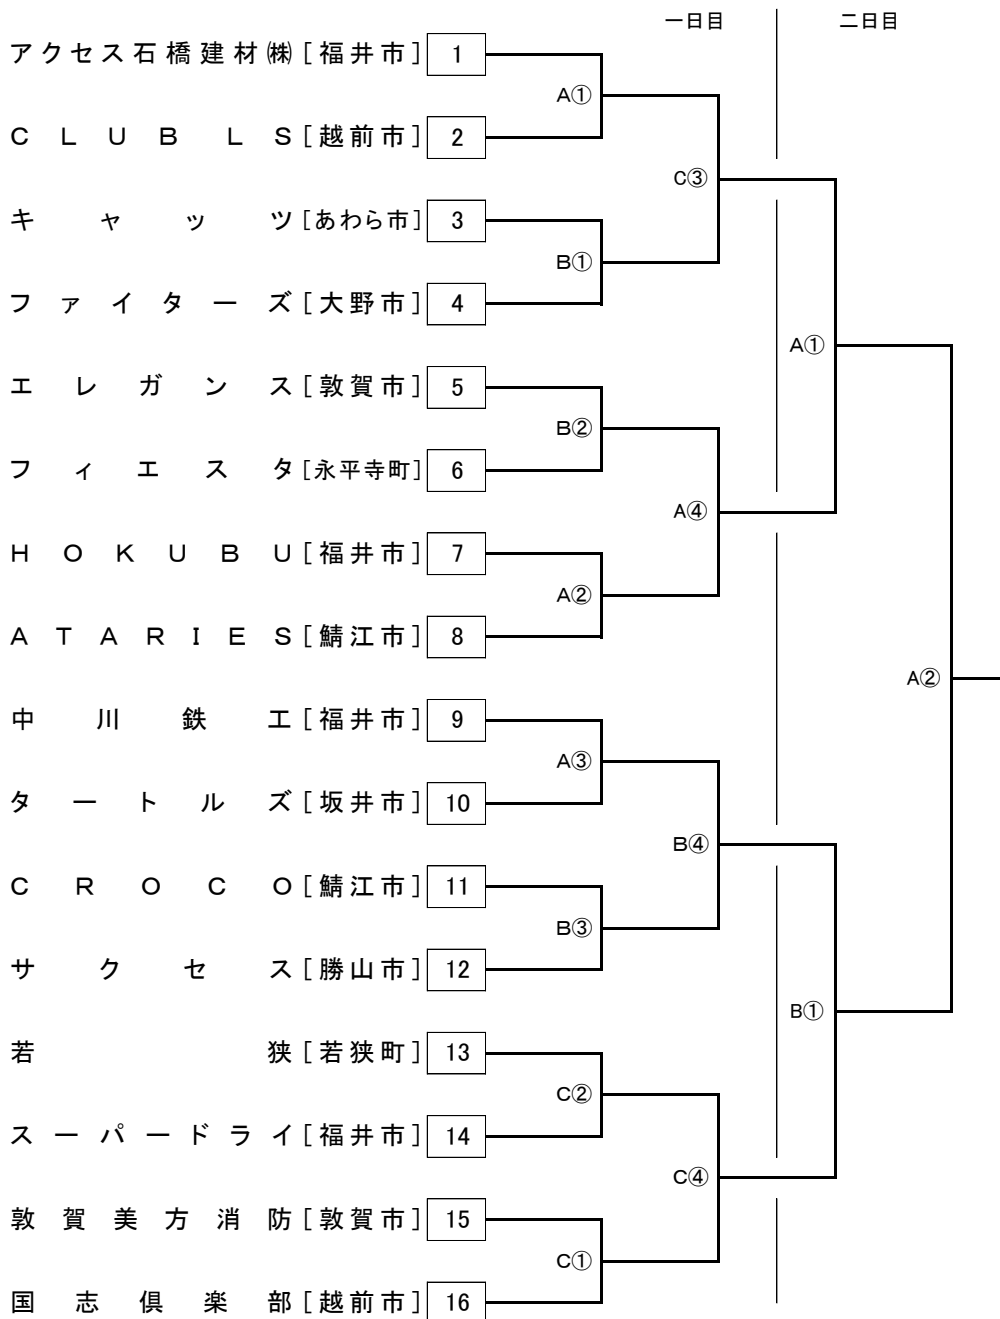 一日目 二日目
アクセス石橋建材㈱[福井市] 1
A①
CLUB LS[越前市] 2
C③
キャッツ[あわら市] 3
B①
ファイターズ[大野市] 4
A①
エレガンス[敦賀市] 5
B②
フィエスタ[永平寺町] 6
A④
HOKUBU[福井市] 7
A②
ATARIES[鯖江市] 8
A②
中川鉄工[福井市] 9
A③
タートルズ[坂井市] 10
B④
CROCO[鯖江市] 11
B③
サクセス[勝山市] 12
B①
若狭[若狭町] 13
C②
スーパードライ[福井市] 14
C④
敦賀美方消防[敦賀市] 15
C①
国志倶楽部[越前市] 16